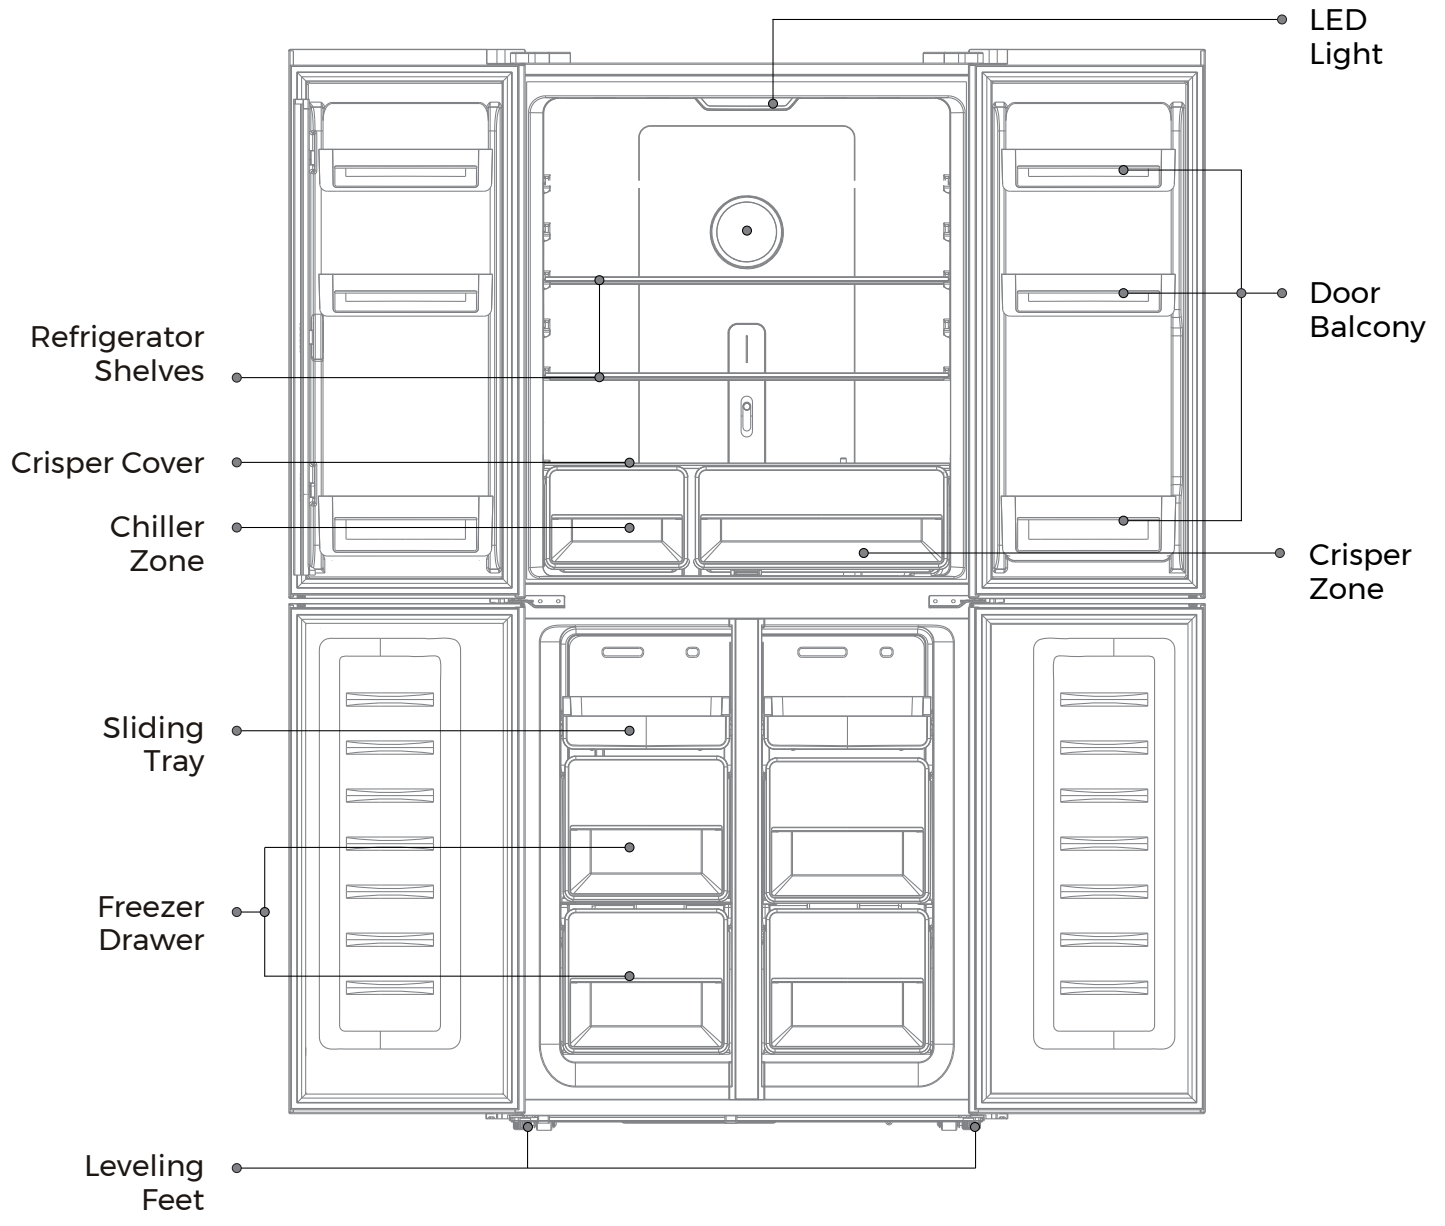 LED
Light
Door
Balcony
Refrigerator
Shelves
Crisper Cover
Chiller
Zone
Crisper
Zone
Sliding
Tray
Freezer
Drawer
Leveling
Feet